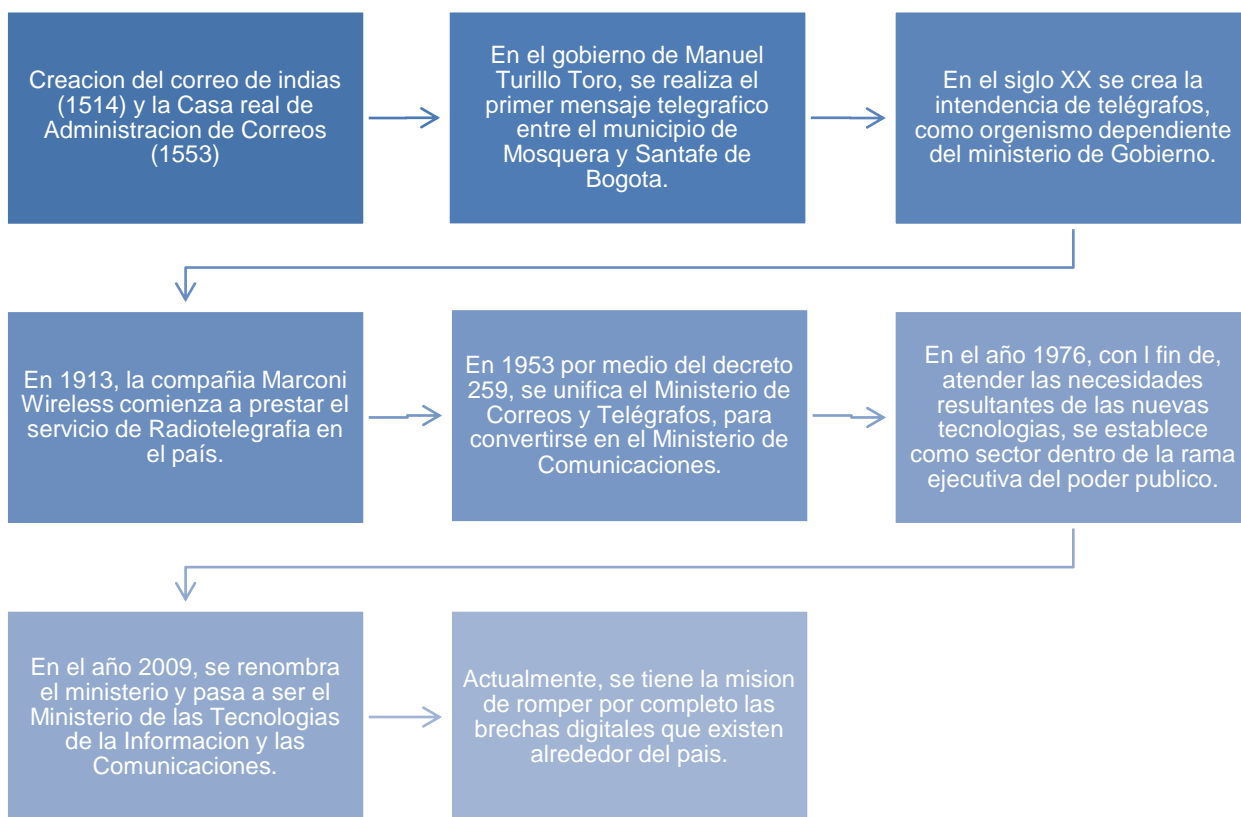 Creacion del correo de indias
(1514) y la Casa real de
Administracion de Correos
(1553)
En el gobierno de Manuel
Turillo Toro, se realiza el
primer mensaje telegrafico
entre el municipio de
Mosquera y Santafe de
Bogota.
En el siglo XX se crea la
intendencia de telégrafos,
como orgenismo dependiente
del ministerio de Gobierno.
En 1913, la compañia Marconi
Wireless comienza a prestar el
servicio de Radiotelegrafia en
el país.
En 1953 por medio del decreto
259, se unifica el Ministerio de
Correos y Telégrafos, para
convertirse en el Ministerio de
Comunicaciones.
En el año 1976, con l fin de,
atender las necesidades
resultantes de las nuevas
tecnologias, se establece
como sector dentro de la rama
ejecutiva del poder publico.
En el año 2009, se renombra
el ministerio y pasa a ser el
Ministerio de las Tecnologias
de la Informacion y las
Comunicaciones.
Actualmente, se tiene la mision
de romper por completo las
brechas digitales que existen
alrededor del pais.